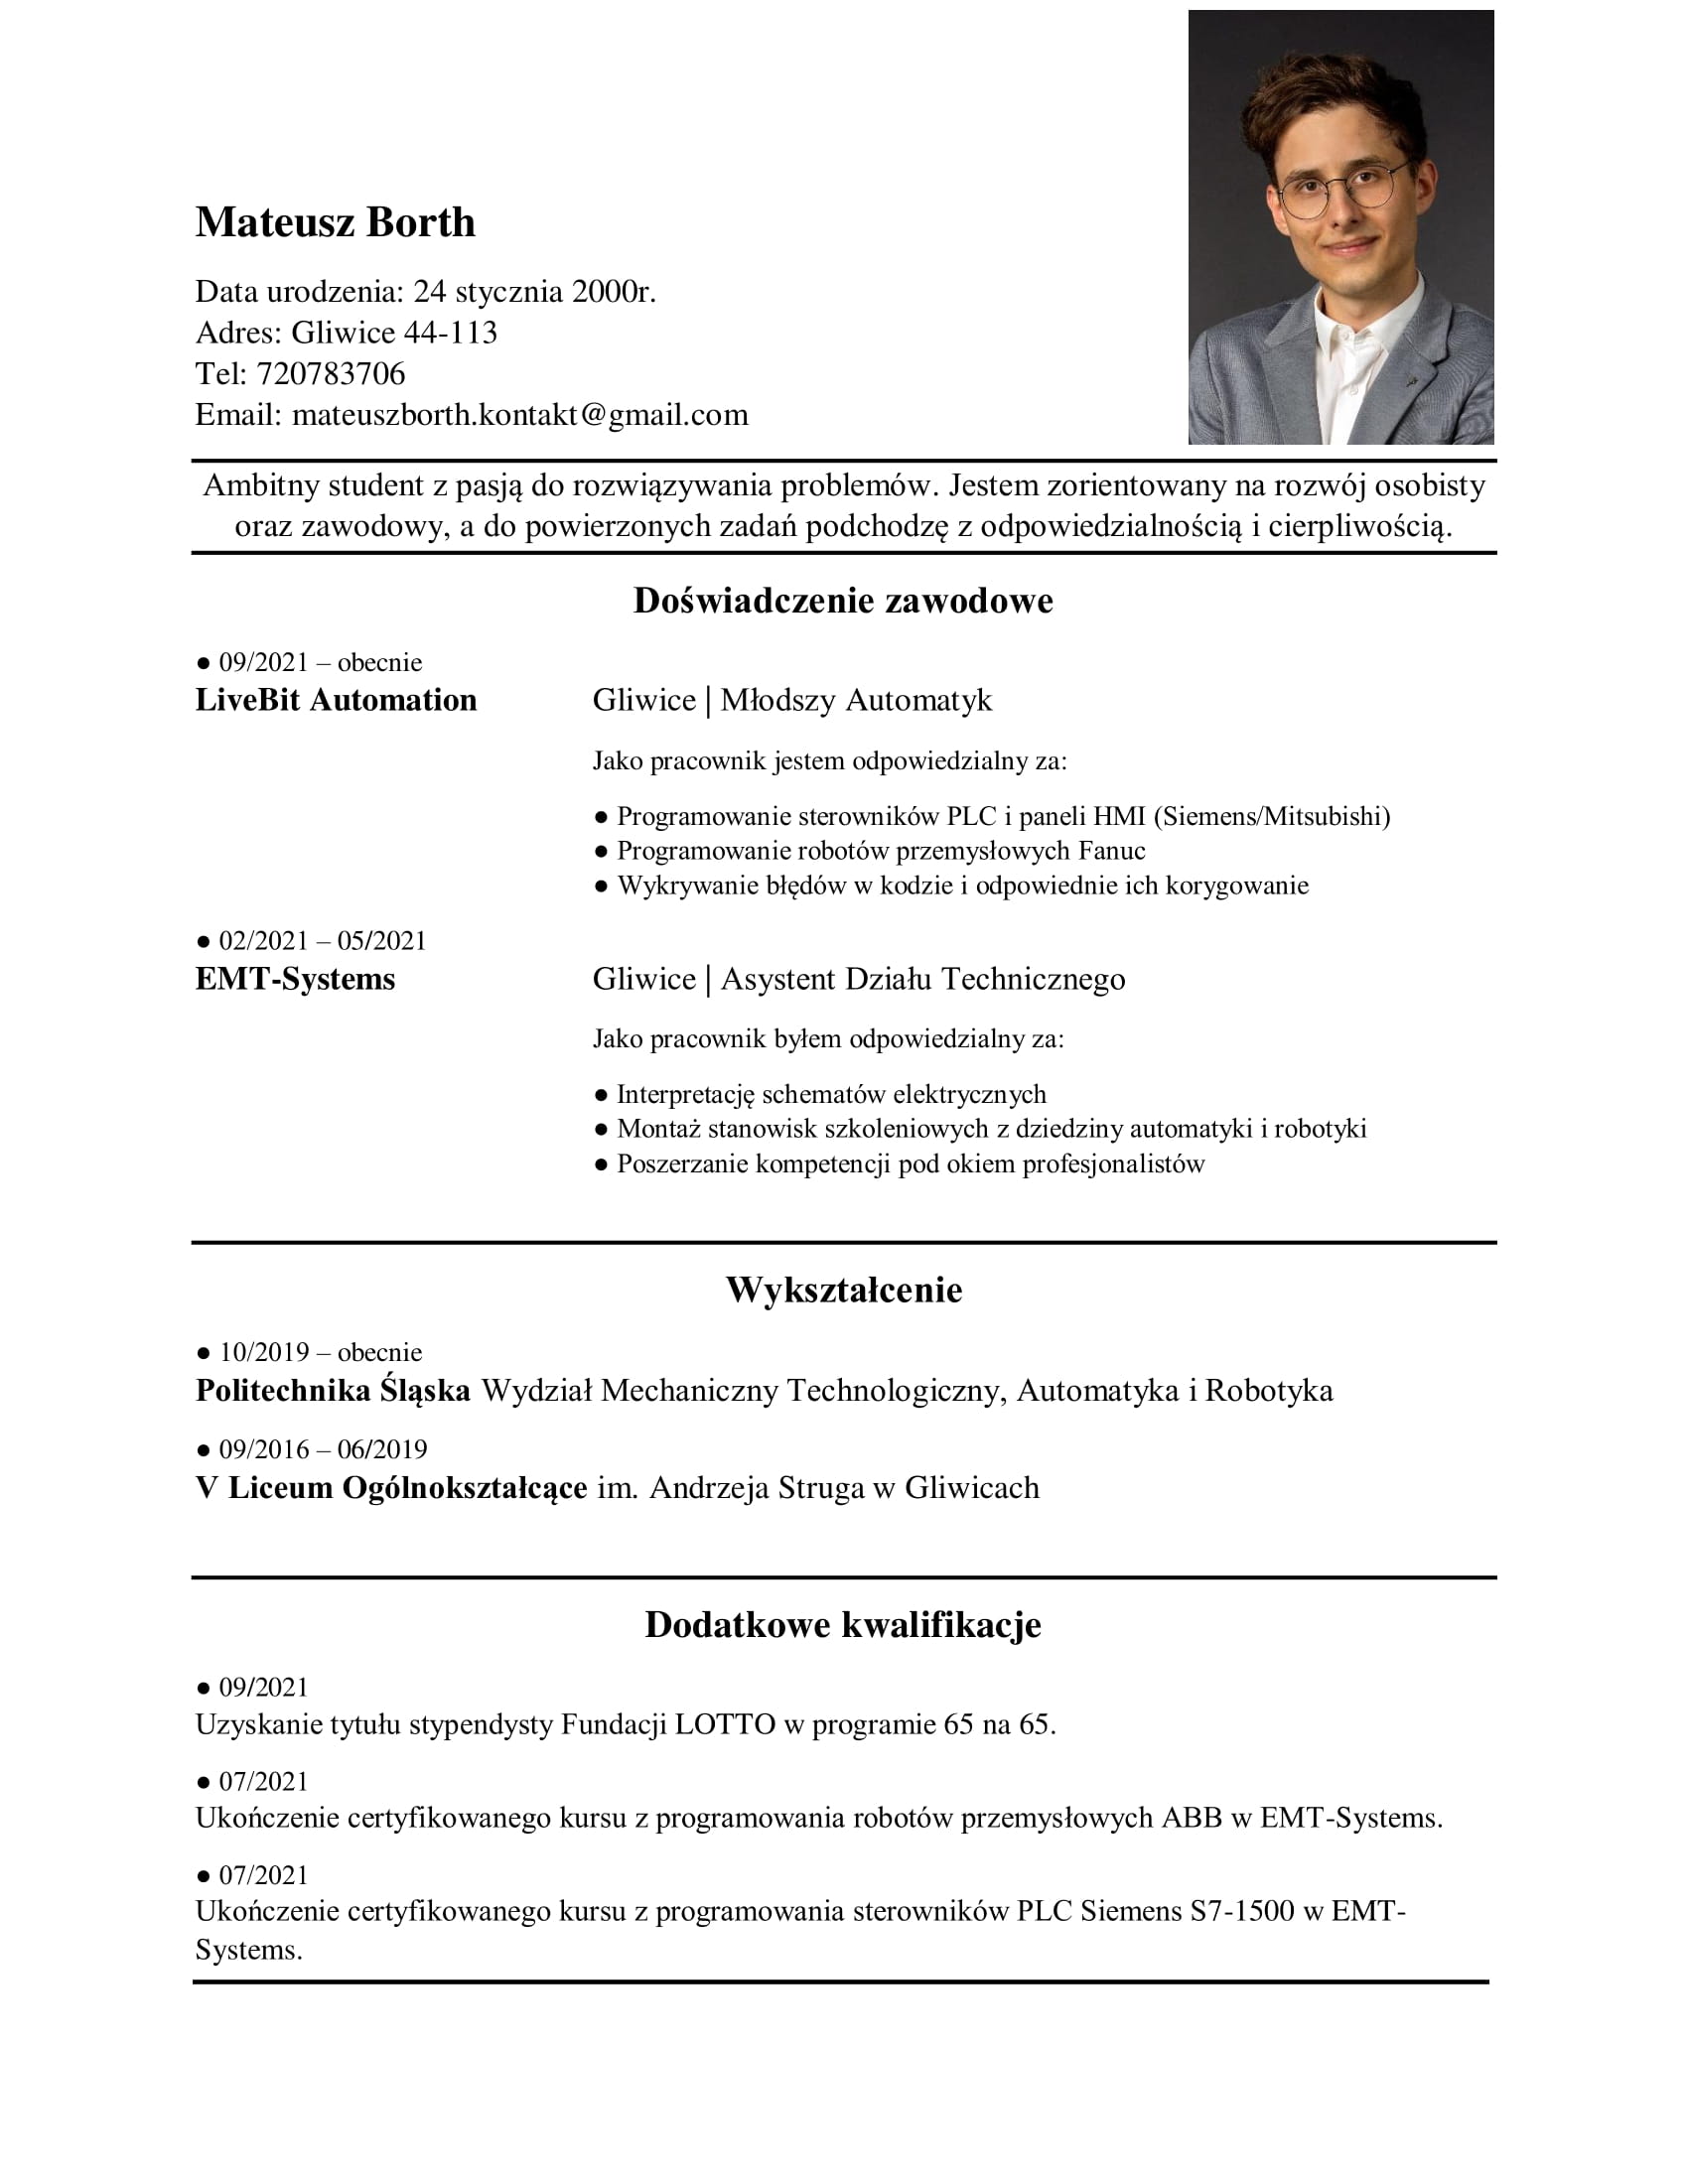 Mateusz Borth
Data urodzenia: 24 stycznia 2000r.
Adres: Gliwice 44-113
Tel: 720783706
Email: mateuszborth.kontakt@gmail.com
Ambitny student z pasją do rozwiązywania problemów. Jestem zorientowany na rozwój osobisty
oraz zawodowy, a do powierzonych zadań podchodzę z odpowiedzialnością i cierpliwością.
Doświadczenie zawodowe
● 09/2021 – obecnie
LiveBit Automation Gliwice | Młodszy Automatyk
Jako pracownik jestem odpowiedzialny za:
● Programowanie sterowników PLC i paneli HMI (Siemens/Mitsubishi)
● Programowanie robotów przemysłowych Fanuc
● Wykrywanie błędów w kodzie i odpowiednie ich korygowanie
● 02/2021 – 05/2021
EMT-Systems Gliwice | Asystent Działu Technicznego
Jako pracownik byłem odpowiedzialny za:
● Interpretację schematów elektrycznych
● Montaż stanowisk szkoleniowych z dziedziny automatyki i robotyki
● Poszerzanie kompetencji pod okiem profesjonalistów
Wykształcenie
● 10/2019 – obecnie
Politechnika Śląska Wydział Mechaniczny Technologiczny, Automatyka i Robotyka
● 09/2016 – 06/2019
V Liceum Ogólnokształcące im. Andrzeja Struga w Gliwicach
Dodatkowe kwalifikacje
● 09/2021
Uzyskanie tytułu stypendysty Fundacji LOTTO w programie 65 na 65.
● 07/2021
Ukończenie certyfikowanego kursu z programowania robotów przemysłowych ABB w EMT-Systems.
● 07/2021
Ukończenie certyfikowanego kursu z programowania sterowników PLC Siemens S7-1500 w EMT-
Systems.